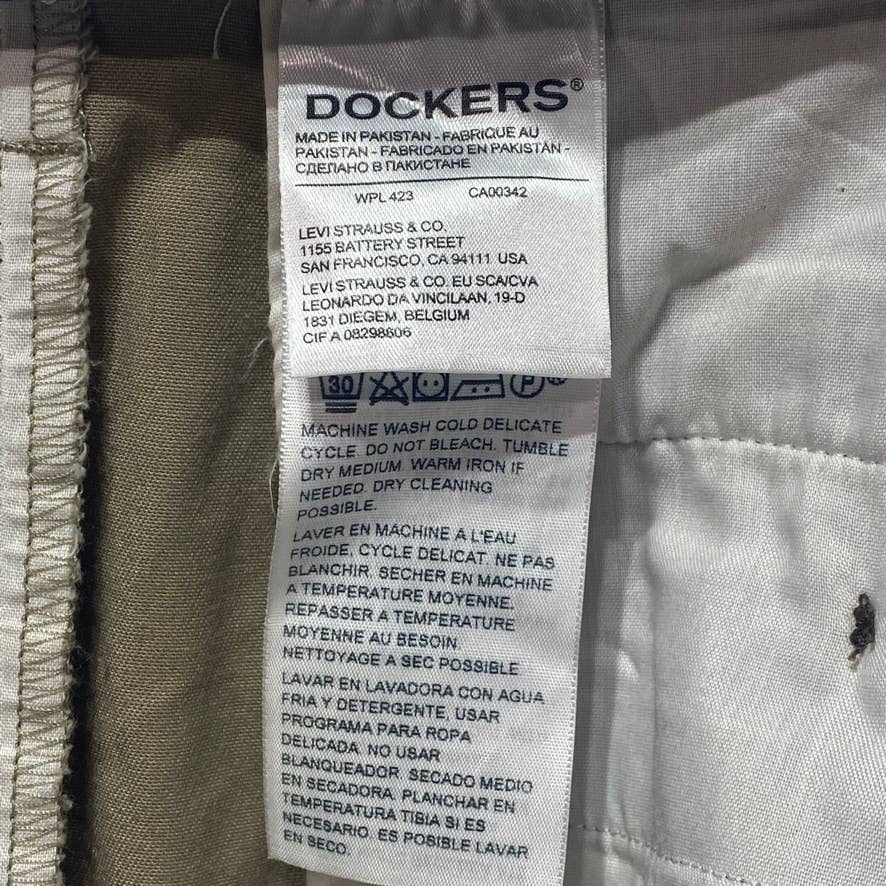 DOCKERS®
MADE IN PAKISTAN - FABRIQUE AU
PAKISTAN - FABRICADO EN PAKISTÁN -
СДЕЛАНО В ПАКИСТАНЕ
WPL 423 CA00342
LEVI STRAUSS & CO.
1155 BATTERY STREET
SAN FRANCISCO, CA 94111 USA
LEVI STRAUSS & CO. EU SCA/CVA
LEONARDO DA VINCILAAN, 19-D
1831 DIEGEM, BELGIUM
CIF A 08298806
30 P ®
MACHINE WASH COLD DELICATE
CYCLE. DO NOT BLEACH. TUMBLE
DRY MEDIUM. WARM IRON IF
NEEDED. DRY CLEANING
POSSIBLE.
LAVER EN MACHINE À L'EAU
FROIDE, CYCLE DELICAT. NE PAS
BLANCHIR. SECHER EN MACHINE
A TEMPERATURE MOYENNE.
REPASSER A TEMPERATURE
MOYENNE AU BESOIN.
NETTOYAGE A SEC POSSIBLE.
LAVAR EN LAVADORA CON AGUA
FRIA Y DETERGENTE, USAR
PROGRAMA PARA ROPA
DELICADA. NO USAR
BLANQUEADOR. SECADO MEDIO
EN SECADORA. PLANCHAR EN
TEMPERATURA TIBIA SI ES
NECESARIO. ES POSIBLE LAVAR
EN SECO.